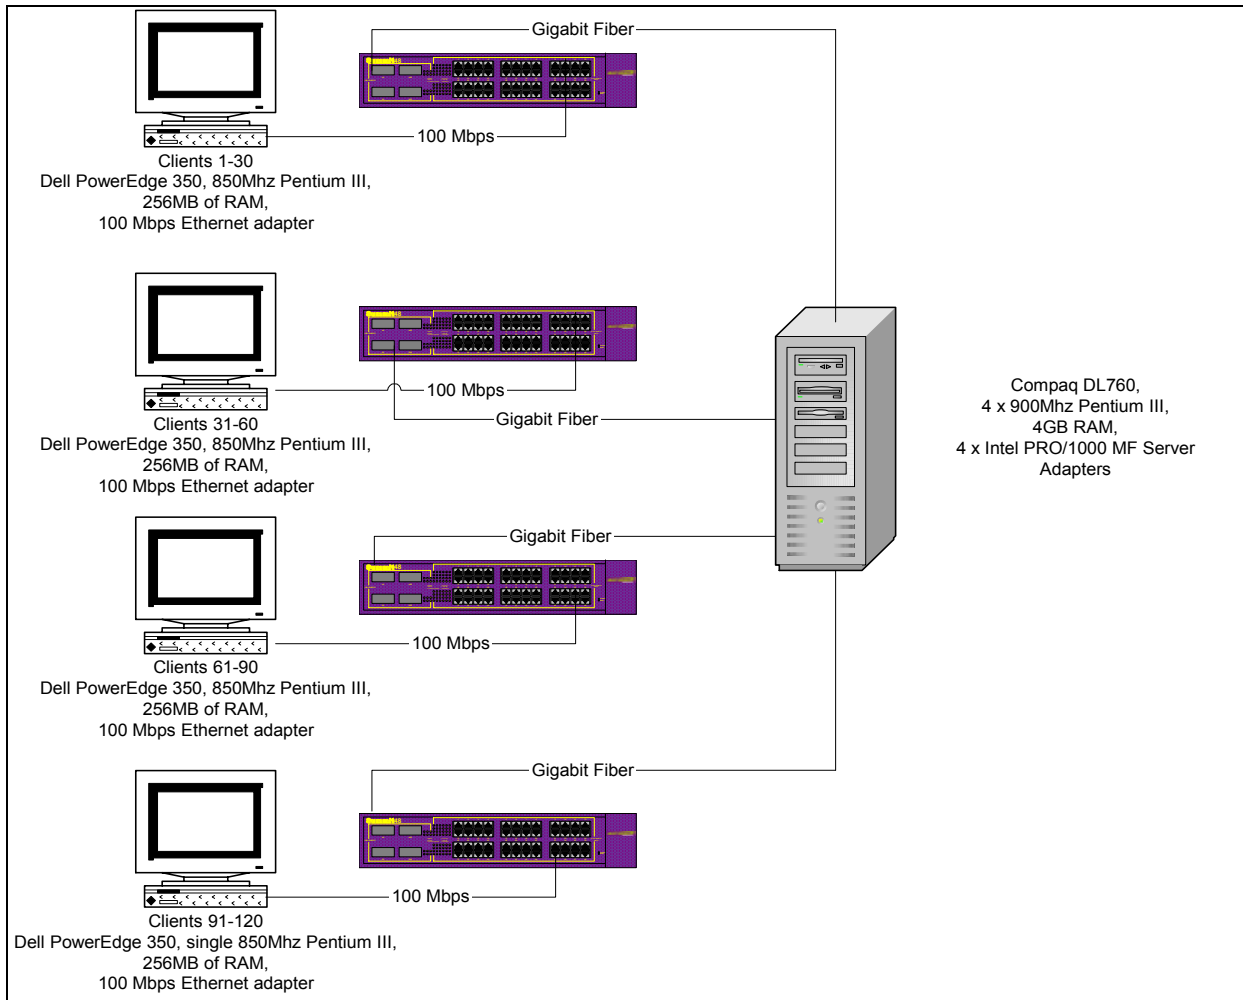 Gigabit Fiber
100 Mbps
Clients 1-30
Dell PowerEdge 350, 850Mhz Pentium III,
256MB of RAM,
100 Mbps Ethernet adapter
100 Mbps
Gigabit Fiber
Clients 31-60
Dell PowerEdge 350, 850Mhz Pentium III,
256MB of RAM,
100 Mbps Ethernet adapter
Compaq DL760,
4 x 900Mhz Pentium III,
4GB RAM,
4 x Intel PRO/1000 MF Server
Adapters
Gigabit Fiber
100 Mbps
Clients 61-90
Dell PowerEdge 350, 850Mhz Pentium III,
256MB of RAM,
100 Mbps Ethernet adapter
Gigabit Fiber
100 Mbps
Clients 91-120
Dell PowerEdge 350, single 850Mhz Pentium III,
256MB of RAM,
100 Mbps Ethernet adapter